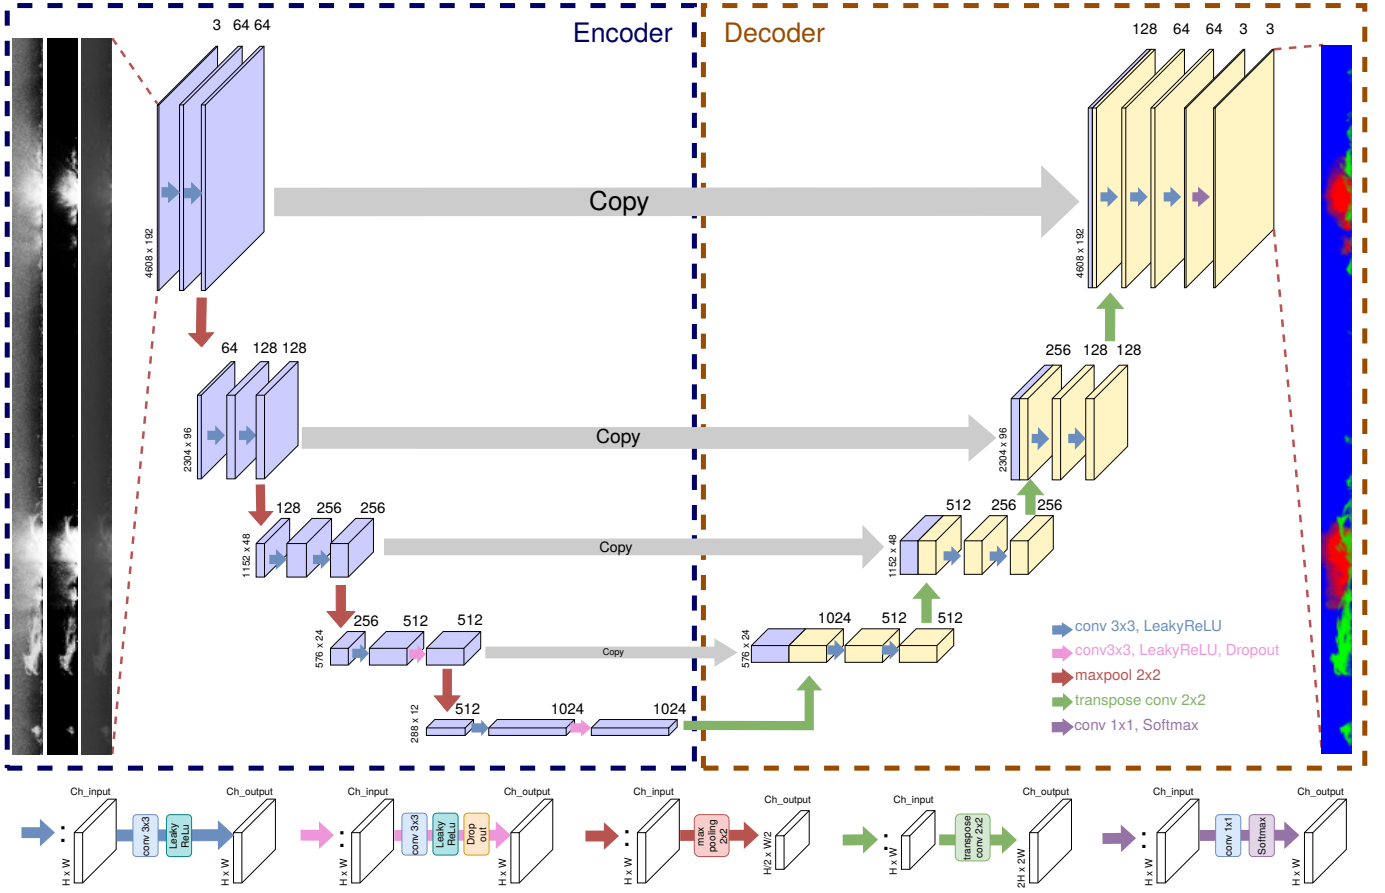 Encoder
Decoder
3 64 64
128 64 64 3 3
4608 x 192
Copy
4608 x 192
64 128 128
256 128 128
2304 x 96
Copy
2304 x 96
128 256 256
512 256 256
1152 x 48
Copy
1152 x 48
256 512 512
1024 512 512
576 x 24
Copy
576 x 24
512 1024 1024
288 x 12
conv 3x3, LeakyReLU
conv3x3, LeakyReLU, Dropout
maxpool 2x2
transpose conv 2x2
conv 1x1, Softmax
Ch_input
:
H x W
conv 3x3
Leaky
ReLu
Ch_output
H x W
Ch_input
:
H x W
conv 3x3
Leaky
ReLu
Drop
out
Ch_output
H x W
Ch_input
:
H x W
max
pooling
2x2
Ch_output
H/2 x W/2
Ch_input
:
H x W
transpose
conv 2x2
Ch_output
2H x 2W
Ch_input
:
H x W
conv 1x1
Softmax
Ch_output
H x W